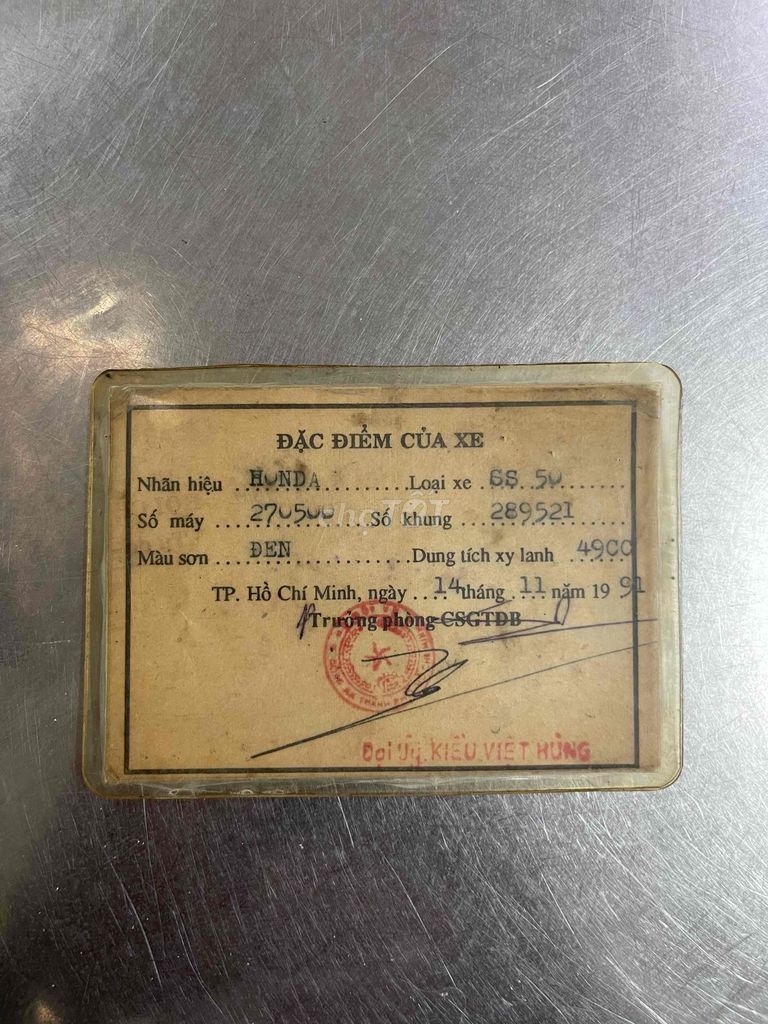 ĐẶC ĐIỂM CỦA XE
Nhãn hiệu ....HONDA....Loại xe .SS 50......
Số máy ....270500....Số khung ....289521....
Màu sơn ....ĐEN....Dung tích xy lanh 49CC
TP. Hồ Chí Minh, ngày ..14tháng .11 năm 1991
Trưởng phòng CSGTĐB
Đại Úy. KIỀU VIỆT HÙNG